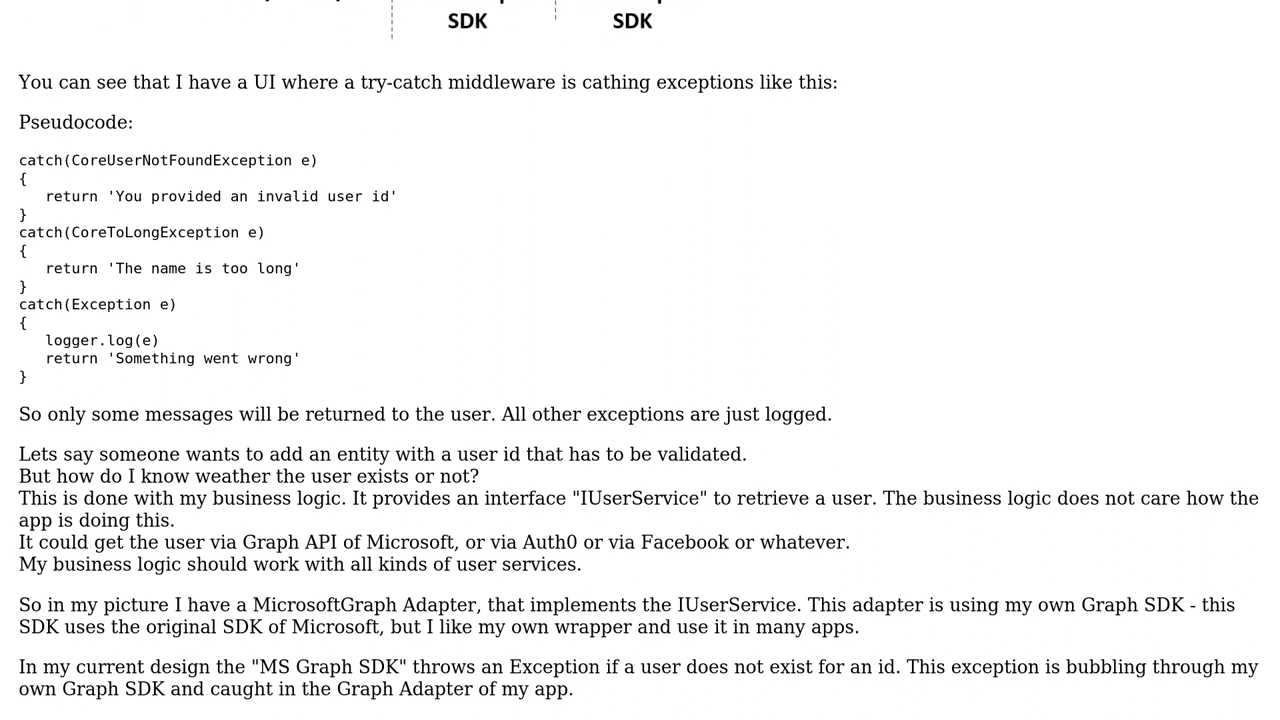 SDK SDK
You can see that I have a UI where a try-catch middleware is cathing exceptions like this:
Pseudocode:
catch(CoreUserNotFoundException e)
{
   return 'You provided an invalid user id'
}
catch(CoreToLongException e)
{
   return 'The name is too long'
}
catch(Exception e)
{
   logger.log(e)
   return 'Something went wrong'
}
So only some messages will be returned to the user. All other exceptions are just logged.
Lets say someone wants to add an entity with a user id that has to be validated.
But how do I know weather the user exists or not?
This is done with my business logic. It provides an interface "IUserService" to retrieve a user. The business logic does not care how the
app is doing this.
It could get the user via Graph API of Microsoft, or via Auth0 or via Facebook or whatever.
My business logic should work with all kinds of user services.
So in my picture I have a MicrosoftGraph Adapter, that implements the IUserService. This adapter is using my own Graph SDK - this
SDK uses the original SDK of Microsoft, but I like my own wrapper and use it in many apps.
In my current design the "MS Graph SDK" throws an Exception if a user does not exist for an id. This exception is bubbling through my
own Graph SDK and caught in the Graph Adapter of my app.